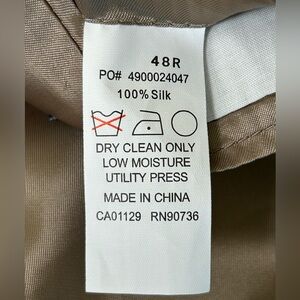 48R
PO# 4900024047
100% Silk
DRY CLEAN ONLY
LOW MOISTURE
UTILITY PRESS
MADE IN CHINA
CA01129 RN90736